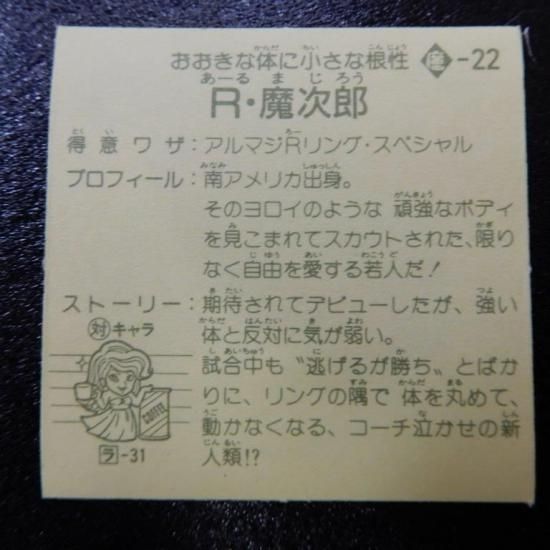 おおきな体に小さな根性 -22
R・魔次郎
得意ワザ:アルマジRリング・スペシャル
プロフィール:南アメリカ出身。
そのヨロイのような 頑強なボディ
を見こまれてスカウトされた、限り
なく自由を愛する若人だ!
ストーリー:期待されてデビューしたが、強い
体と反対に気が弱い。
試合中も〝逃げるが勝ち〟とばか
りに、リングの隅で 体を丸めて、
動かなくなる、コーチ泣かせの新
人類!?
対キャラ
COFFEE
ラ-31